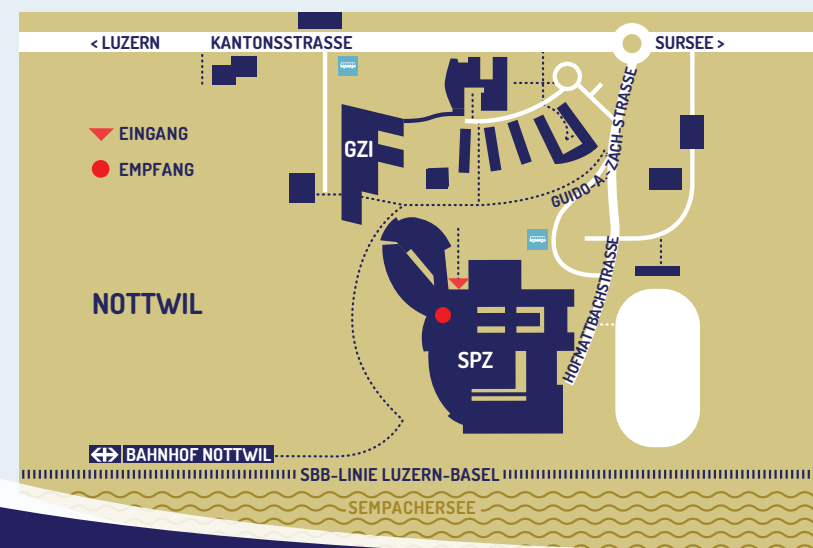 < LUZERN
KANTONSSTRASSE
SURSEE >
EINGANG
EMPFANG
GZI
GUIDO-A.-ZÄCH-STRASSE
NOTTWIL
HOFMATTBACHSTRASSE
SPZ
BAHNHOF NOTTWIL
SBB-LINIE LUZERN-BASEL
SEMPACHERSEE